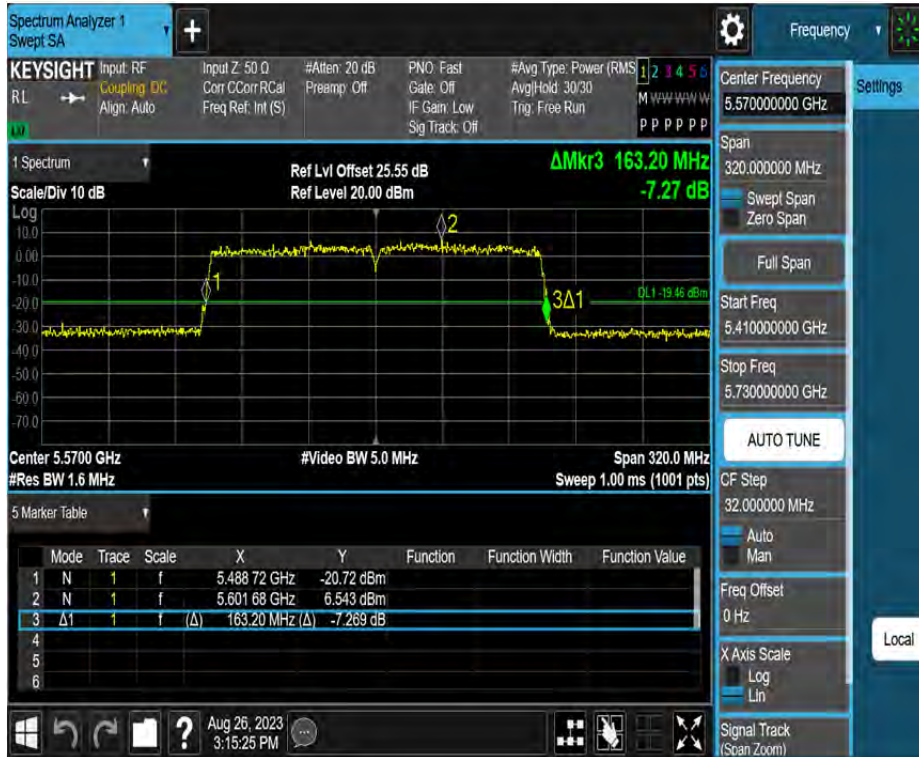 Spectrum Analyzer 1
Swept SA
Frequency
KEYSIGHT
RL
Input: RF
Coupling: DC
Align: Auto
Input Z: 50 Ω
Corr CCorr RCal
Freq Ref: Int (S)
#Atten: 20 dB
Preamp: Off
PNO: Fast
Gate: Off
IF Gain: Low
Sig Track: Off
#Avg Type: Power (RMS
Avg|Hold: 30/30
Trig: Free Run
1 2 3 4 5 6
M W W W W W
P P P P P P
1 Spectrum
Scale/Div 10 dB
Ref Lvl Offset 25.55 dB
Ref Level 20.00 dBm
ΔMkr3 163.20 MHz
-7.27 dB
Log
10.0
0.00
-10.0
-20.0
-30.0
-40.0
-50.0
-60.0
-70.0
1
2
3Δ1
DL1 -19.46 dBm
Center 5.5700 GHz
#Res BW 1.6 MHz
#Video BW 5.0 MHz
Span 320.0 MHz
Sweep 1.00 ms (1001 pts)
5 Marker Table
Mode Trace Scale X Y Function Function Width Function Value
1 N 1 f 5.488 72 GHz -20.72 dBm
2 N 1 f 5.601 68 GHz 6.543 dBm
3 Δ1 1 f (Δ) 163.20 MHz (Δ) -7.269 dB
4
5
6
Aug 26, 2023
3:15:25 PM
Center Frequency
5.570000000 GHz
Span
320.000000 MHz
Swept Span
Zero Span
Full Span
Start Freq
5.410000000 GHz
Stop Freq
5.730000000 GHz
AUTO TUNE
CF Step
32.000000 MHz
Auto
Man
Freq Offset
0 Hz
X Axis Scale
Log
Lin
Signal Track
(Span Zoom)
Settings
Local